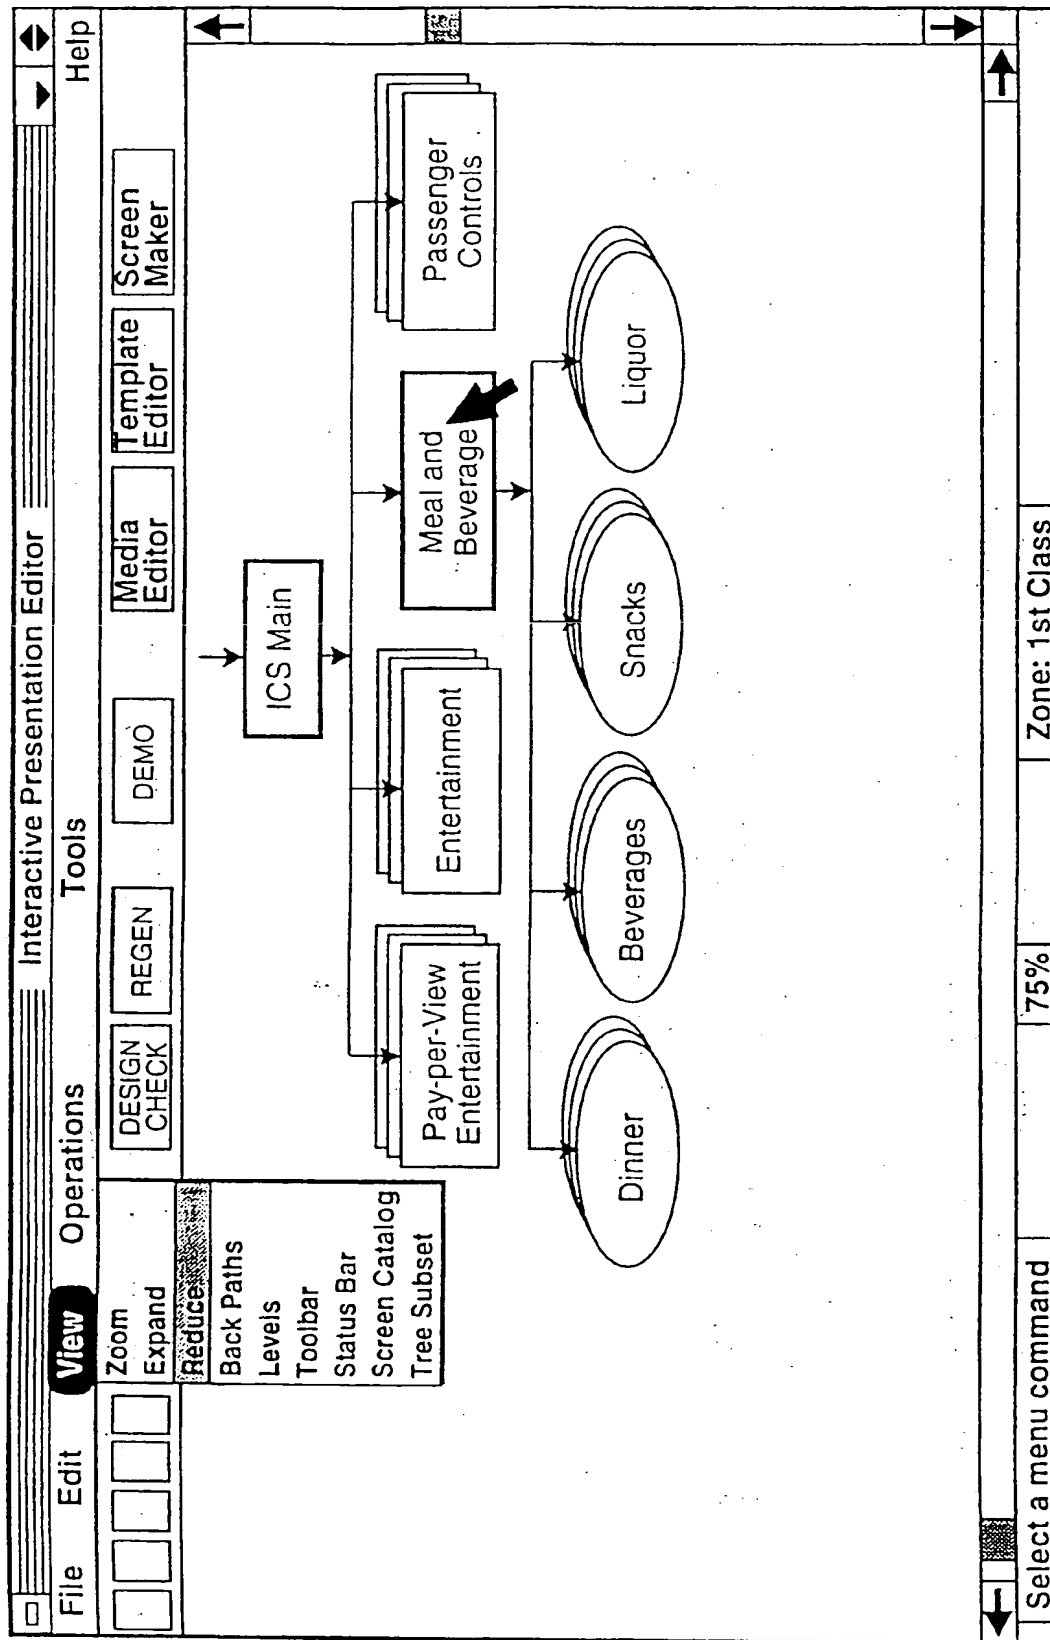 Interactive Presentation Editor
File Edit View Operations Tools Help
DESIGN
CHECK
REGEN
DEMO
Media
Editor
Template
Editor
Screen
Maker
Zoom
Expand
Reduce
Back Paths
Levels
Toolbar
Status Bar
Screen Catalog
Tree Subset
ICS Main
Pay-per-View
Entertainment
Entertainment
Meal and
Beverage
Passenger
Controls
Dinner
Beverages
Snacks
Liquor
Select a menu command
75%
Zone: 1st Class